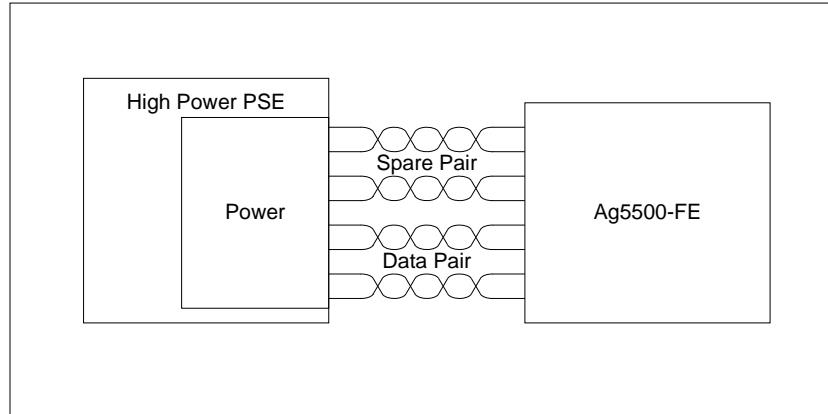 High Power PSE
Spare Pair
Power
Ag5500-FE
Data Pair